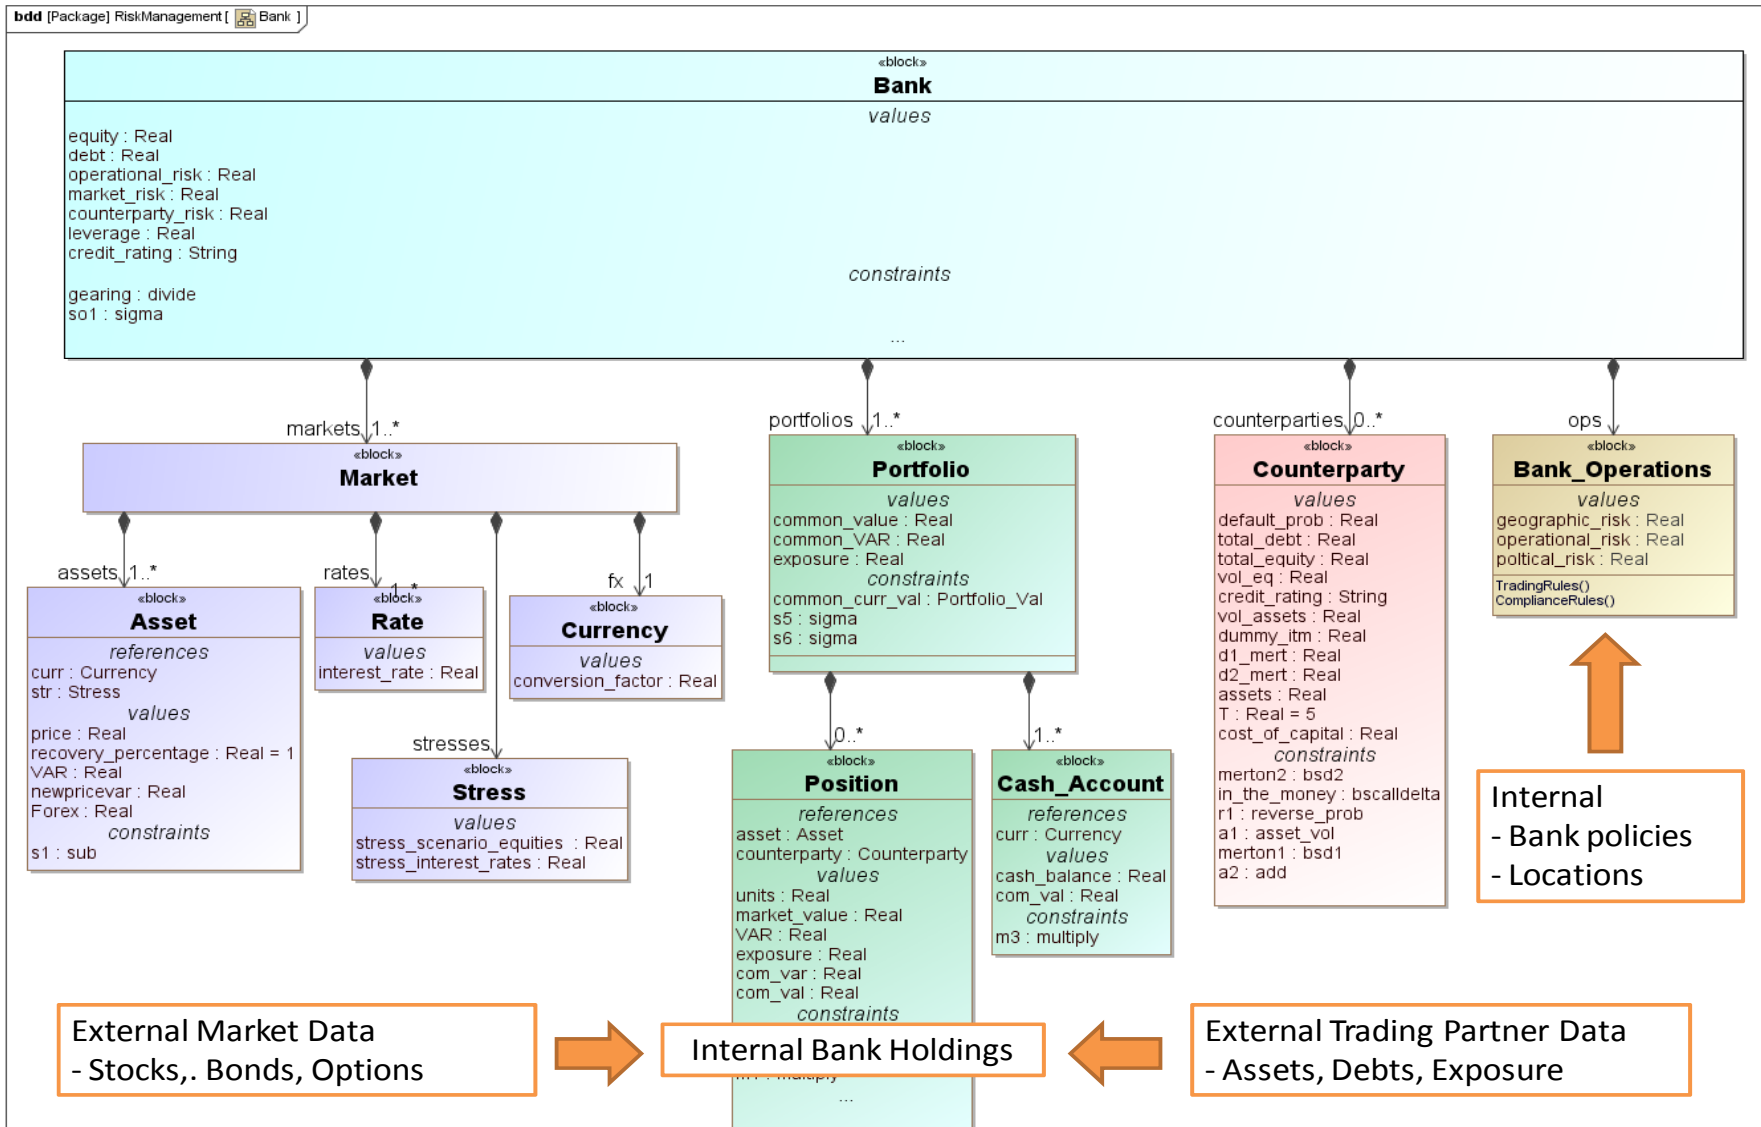 bdd [Package] RiskManagement [ Bank ]
«block»
Bank
values
equity : Real
debt : Real
operational_risk : Real
market_risk : Real
counterparty_risk : Real
leverage : Real
credit_rating : String
constraints
gearing : divide
so1 : sigma
...
markets 1..*
«block»
Market
assets 1..*
«block»
Asset
references
curr : Currency
str : Stress
values
price : Real
recovery_percentage : Real = 1
VAR : Real
newpricevar : Real
Forex : Real
constraints
s1 : sub
rates
1..*
«block»
Rate
values
interest_rate : Real
stresses
«block»
Stress
values
stress_scenario_equities : Real
stress_interest_rates : Real
fx 1
«block»
Currency
values
conversion_factor : Real
portfolios 1..*
«block»
Portfolio
values
common_value : Real
common_VAR : Real
exposure : Real
constraints
common_curr_val : Portfolio_Val
s5 : sigma
s6 : sigma
0..*
«block»
Position
references
asset : Asset
counterparty : Counterparty
values
units : Real
market_value : Real
VAR : Real
exposure : Real
com_var : Real
com_val : Real
constraints
multiply
...
1..*
«block»
Cash_Account
references
curr : Currency
values
cash_balance : Real
com_val : Real
constraints
m3 : multiply
counterparties 0..*
«block»
Counterparty
values
default_prob : Real
total_debt : Real
total_equity : Real
vol_eq : Real
credit_rating : String
vol_assets : Real
dummy_itm : Real
d1_mert : Real
d2_mert : Real
assets : Real
T : Real = 5
cost_of_capital : Real
constraints
merton2 : bsd2
in_the_money : bscalldelta
r1 : reverse_prob
a1 : asset_vol
merton1 : bsd1
a2 : add
ops
«block»
Bank_Operations
values
geographic_risk : Real
operational_risk : Real
poltical_risk : Real
TradingRules()
ComplianceRules()
Internal
- Bank policies
- Locations
External Market Data
- Stocks,. Bonds, Options
Internal Bank Holdings
External Trading Partner Data
- Assets, Debts, Exposure